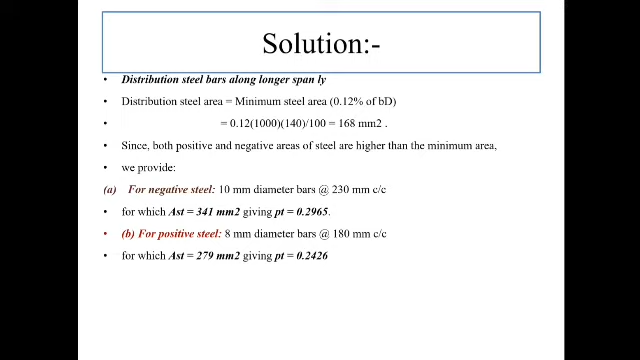 Solution:-
• Distribution steel bars along longer span ly
• Distribution steel area = Minimum steel area (0.12% of bD)
• = 0.12(1000)(140)/100 = 168 mm2 .
• Since, both positive and negative areas of steel are higher than the minimum area,
• we provide:
(a) For negative steel: 10 mm diameter bars @ 230 mm c/c
• for which Ast = 341 mm2 giving pt = 0.2965.
• (b) For positive steel: 8 mm diameter bars @ 180 mm c/c
• for which Ast = 279 mm2 giving pt = 0.2426